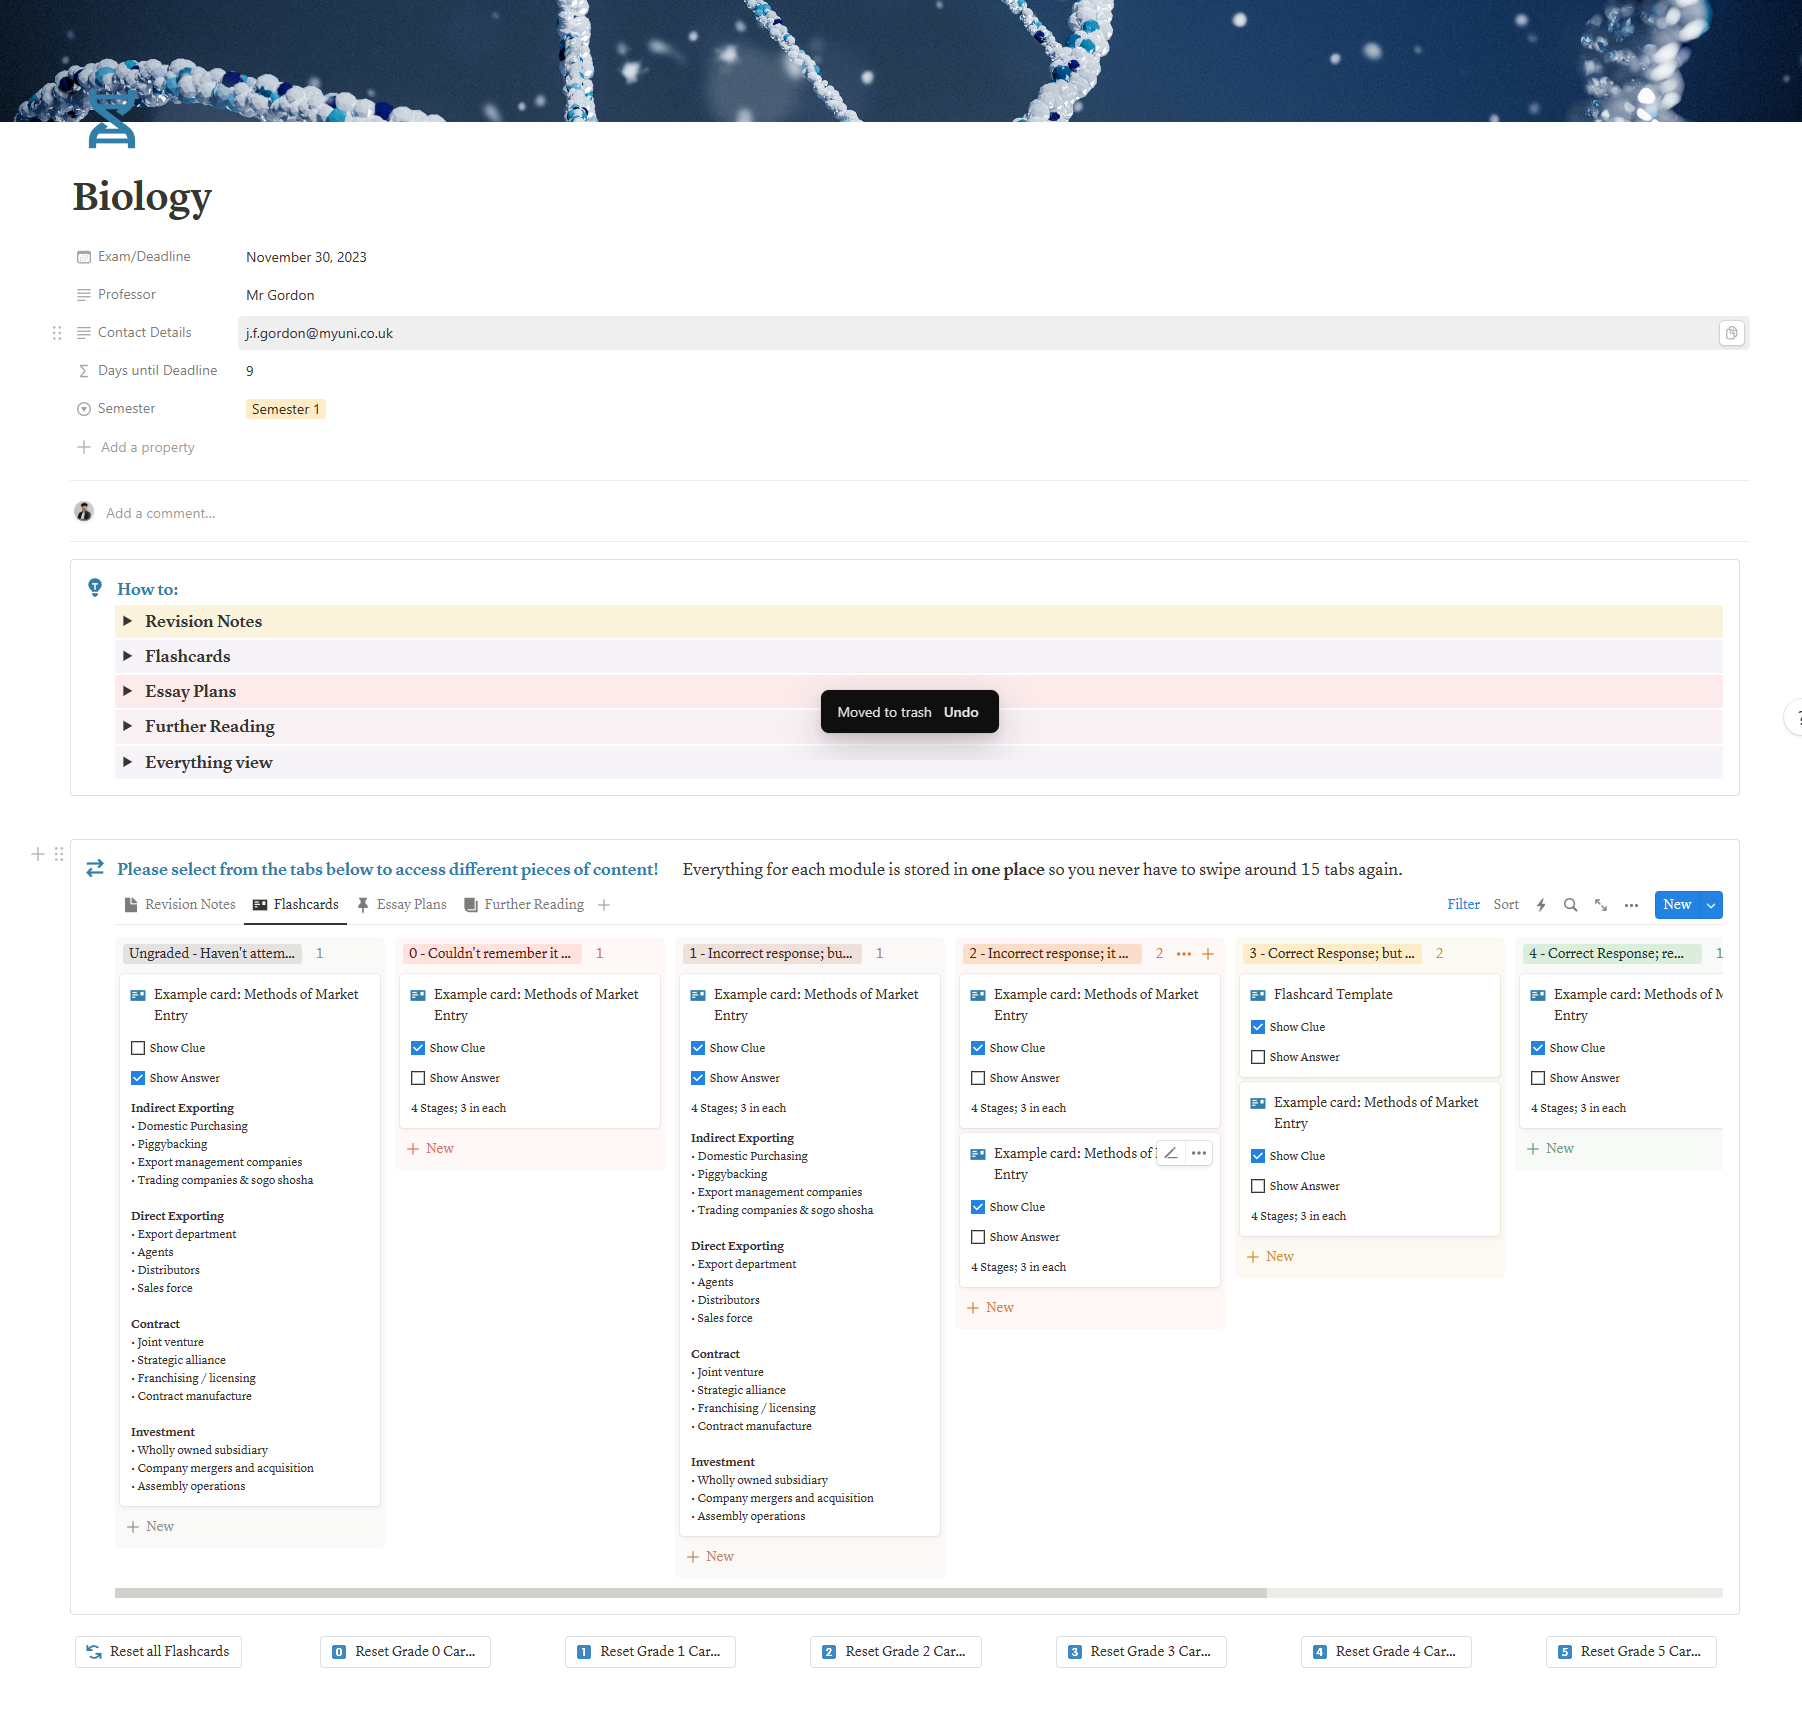 Biology
Exam/Deadline November 30, 2023
Professor Mr Gordon
Contact Details j.f.gordon@myuni.co.uk
Days until Deadline 9
Semester Semester 1
Add a property
Add a comment...
How to:
Revision Notes
Flashcards
Essay Plans
Moved to trash Undo
Further Reading
Everything view
Please select from the tabs below to access different pieces of content! Everything for each module is stored in one place so you never have to swipe around 15 tabs again.
Revision Notes Flashcards Essay Plans Further Reading
Filter Sort New
Ungraded - Haven't attem... 1
Example card: Methods of Market
Entry
Show Clue
Show Answer
Indirect Exporting
• Domestic Purchasing
• Piggybacking
• Export management companies
• Trading companies & sogo shosha
Direct Exporting
• Export department
• Agents
• Distributors
• Sales force
Contract
• Joint venture
• Strategic alliance
• Franchising / licensing
• Contract manufacture
Investment
• Wholly owned subsidiary
• Company mergers and acquisition
• Assembly operations
New
0 - Couldn't remember it ... 1
Example card: Methods of Market
Entry
Show Clue
Show Answer
4 Stages; 3 in each
New
1 - Incorrect response; bu... 1
Example card: Methods of Market
Entry
Show Clue
Show Answer
4 Stages; 3 in each
Indirect Exporting
• Domestic Purchasing
• Piggybacking
• Export management companies
• Trading companies & sogo shosha
Direct Exporting
• Export department
• Agents
• Distributors
• Sales force
Contract
• Joint venture
• Strategic alliance
• Franchising / licensing
• Contract manufacture
Investment
• Wholly owned subsidiary
• Company mergers and acquisition
• Assembly operations
New
2 - Incorrect response; it ... 2
Example card: Methods of Market
Entry
Show Clue
Show Answer
4 Stages; 3 in each
Example card: Methods of
Entry
Show Clue
Show Answer
4 Stages; 3 in each
New
3 - Correct Response; but ... 2
Flashcard Template
Show Clue
Show Answer
Example card: Methods of Market
Entry
Show Clue
Show Answer
4 Stages; 3 in each
New
4 - Correct Response; re... 1
Example card: Methods of M
Entry
Show Clue
Show Answer
4 Stages; 3 in each
New
Reset all Flashcards
0 Reset Grade 0 Car...
1 Reset Grade 1 Car...
2 Reset Grade 2 Car...
3 Reset Grade 3 Car...
4 Reset Grade 4 Car...
5 Reset Grade 5 Car...